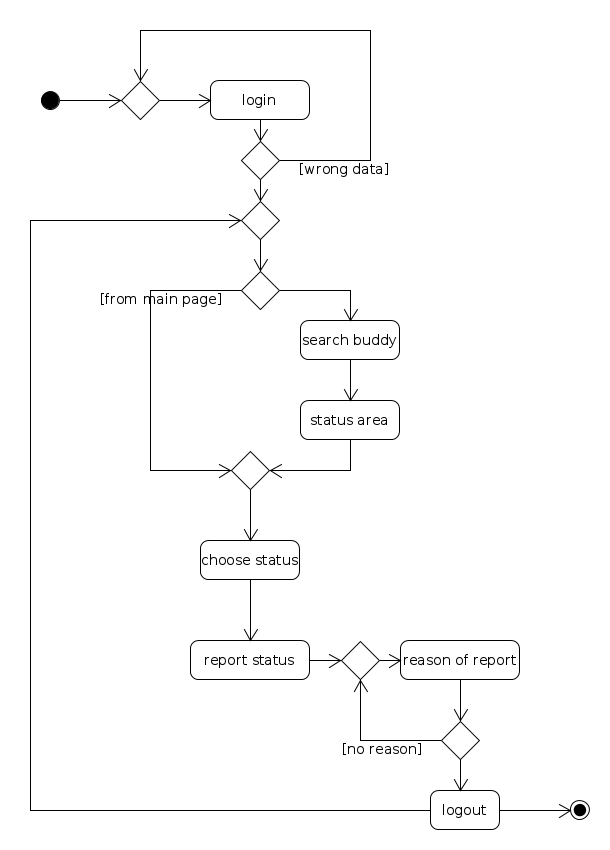 login
[wrong data]
[from main page]
search buddy
status area
choose status
report status
reason of report
[no reason]
logout